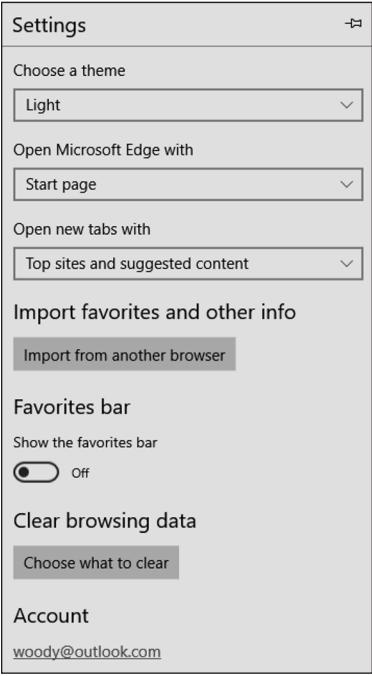 Settings
Choose a theme
Light
Open Microsoft Edge with
Start page
Open new tabs with
Top sites and suggested content
Import favorites and other info
Import from another browser
Favorites bar
Show the favorites bar
Off
Clear browsing data
Choose what to clear
Account
woody@outlook.com